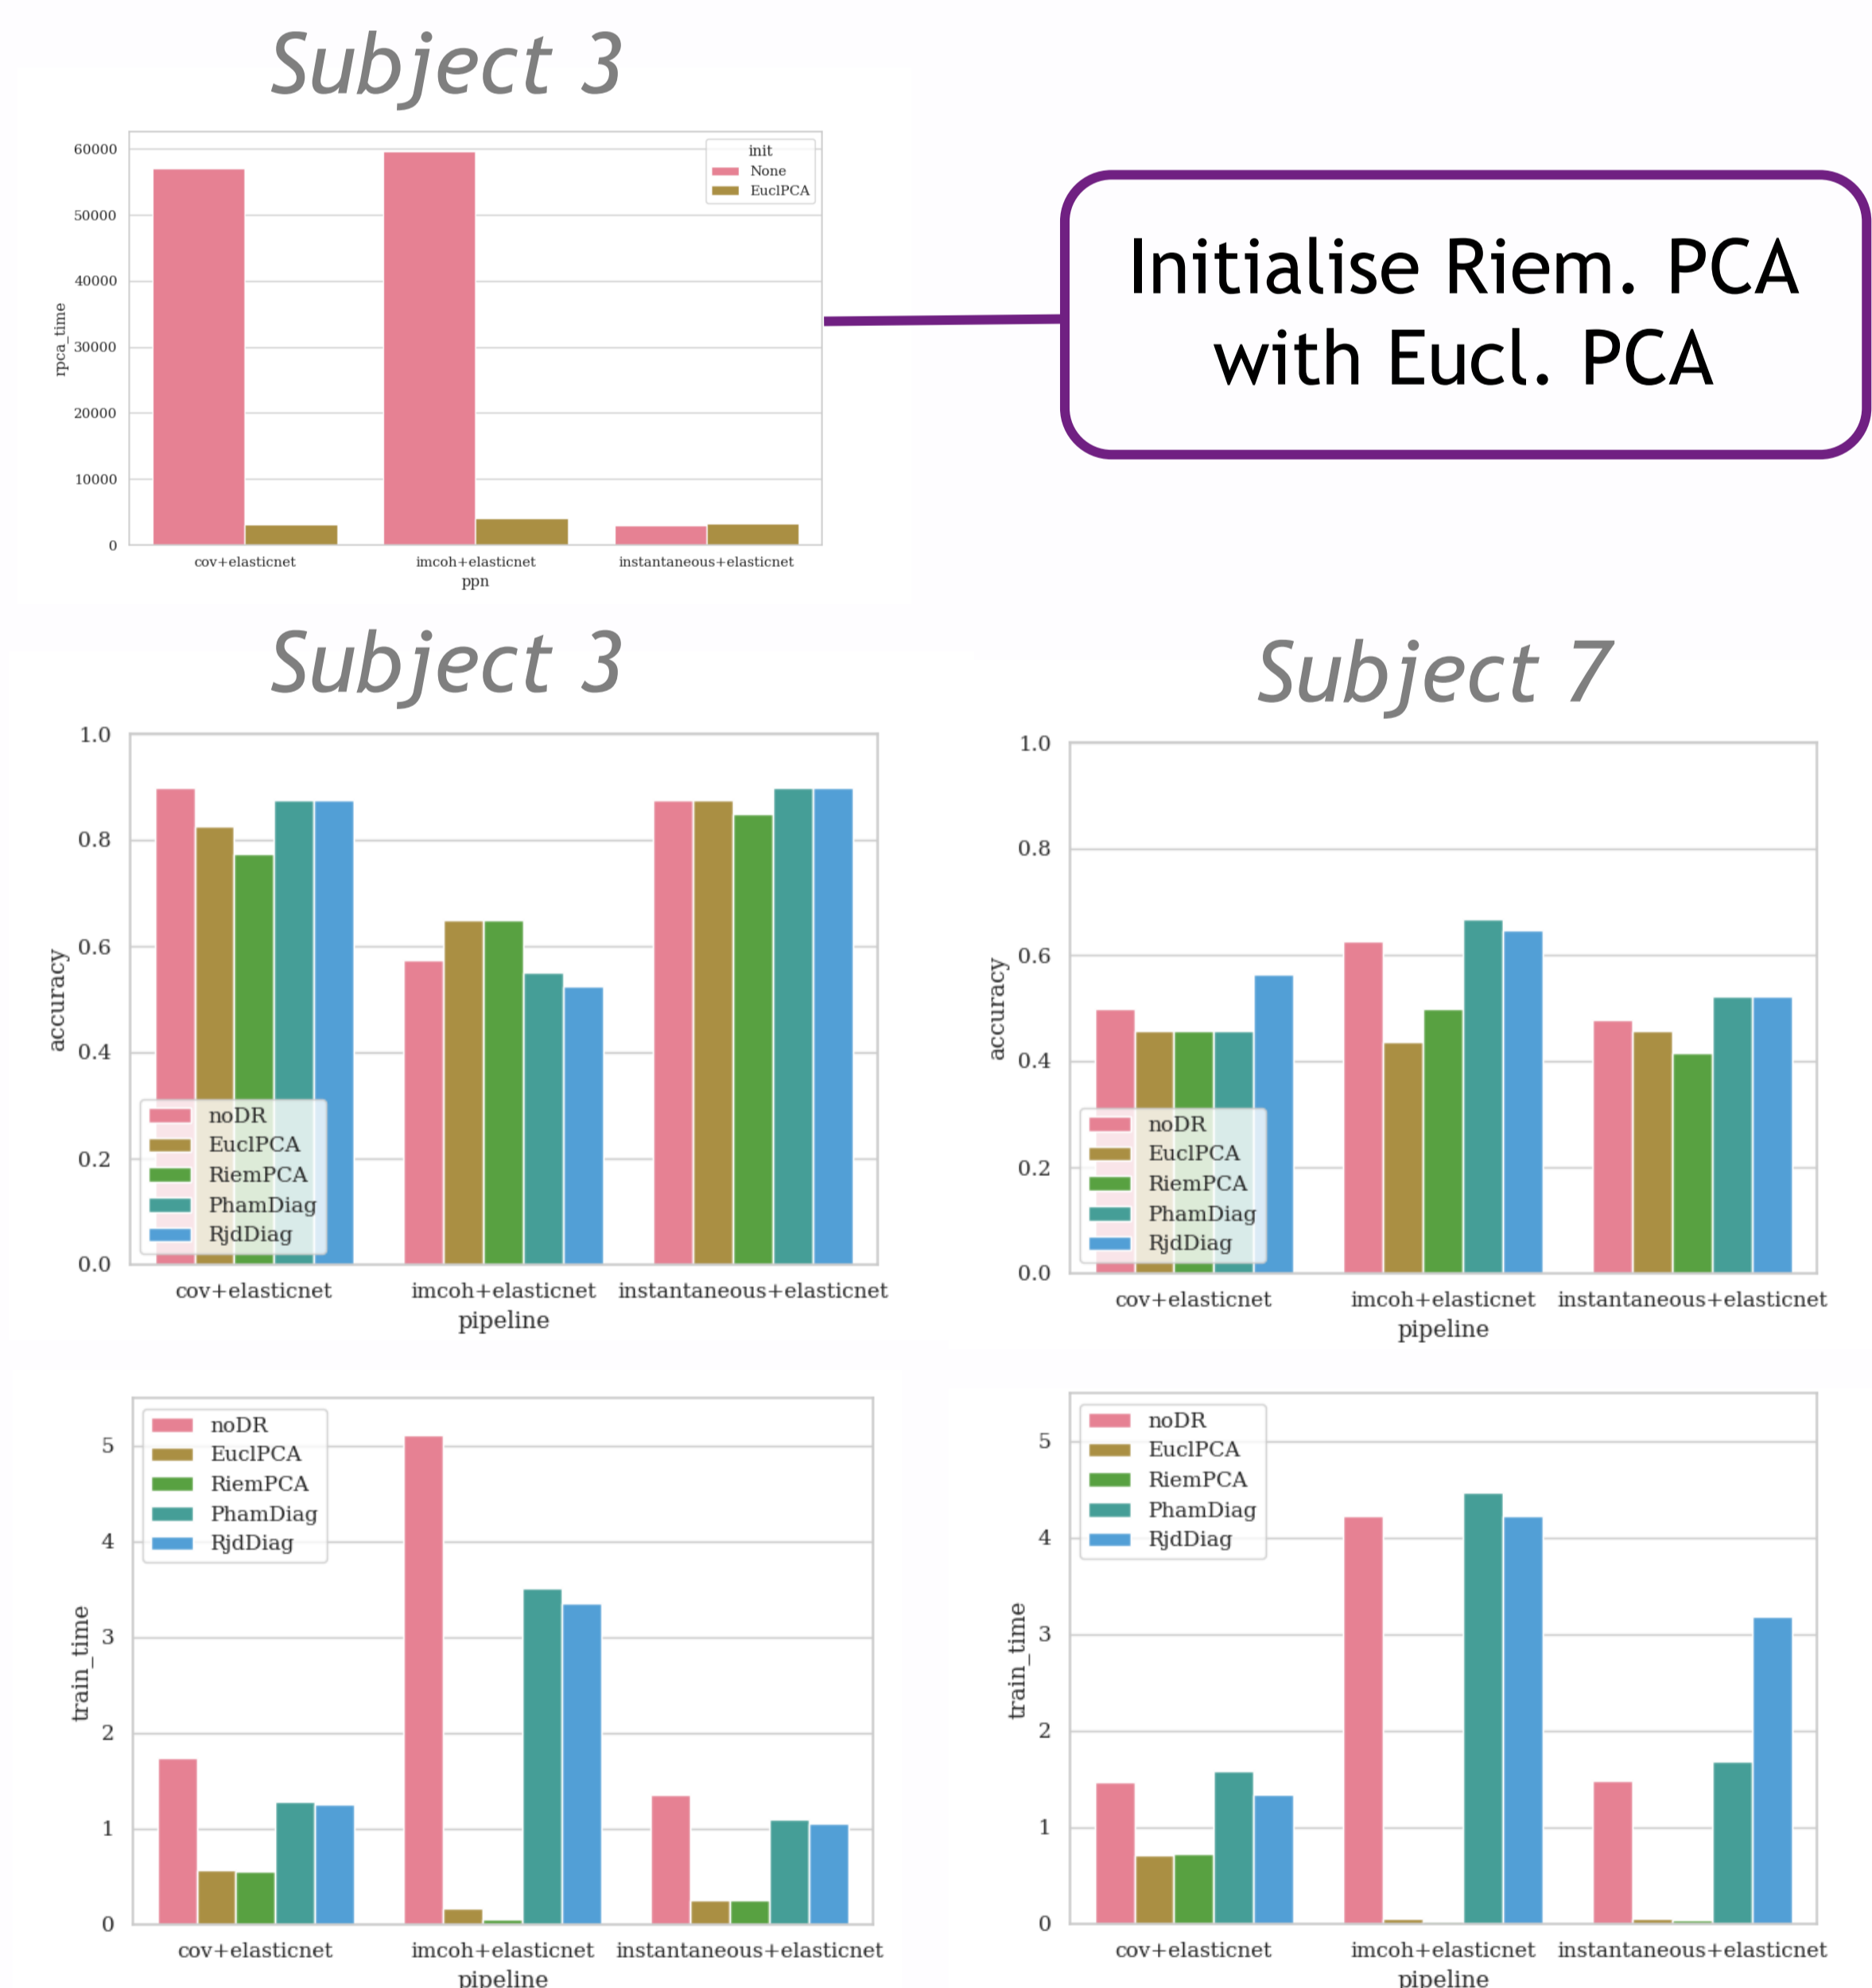 Subject 3
60000
50000
40000
30000
20000
10000
0
rpca_time
init
None
EuclPCA
cov+elasticnet
imcoh+elasticnet
instantaneous+elasticnet
ppn
Initialise Riem. PCA
with Eucl. PCA
Subject 3
1.0
0.8
0.6
0.4
0.2
0.0
accuracy
noDR
EuclPCA
RiemPCA
PhamDiag
RjdDiag
cov+elasticnet
imcoh+elasticnet
instantaneous+elasticnet
pipeline
Subject 7
1.0
0.8
0.6
0.4
0.2
0.0
accuracy
noDR
EuclPCA
RiemPCA
PhamDiag
RjdDiag
cov+elasticnet
imcoh+elasticnet
instantaneous+elasticnet
pipeline
5
4
3
2
1
0
train_time
noDR
EuclPCA
RiemPCA
PhamDiag
RjdDiag
cov+elasticnet
imcoh+elasticnet
instantaneous+elasticnet
pipeline
5
4
3
2
1
0
train_time
noDR
EuclPCA
RiemPCA
PhamDiag
RjdDiag
cov+elasticnet
imcoh+elasticnet
instantaneous+elasticnet
pipeline